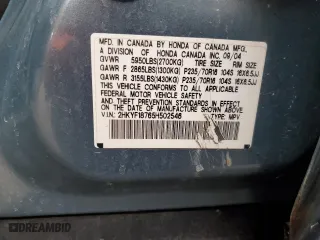 MFD. IN CANADA BY HONDA OF CANADA MFG.,
A DIVISION OF HONDA CANADA INC. 09/04
GVWR 5950LBS(2700KG) TIRE SIZE RIM SIZE
GAWR F 2865LBS(1300KG) P235/70R16 104S 16X6.5JJ
GAWR R 3155LBS(1430KG) P235/70R16 104S 16X6.5JJ
THIS VEHICLE CONFORMS TO ALL APPLICABLE
FEDERAL MOTOR VEHICLE SAFETY AND
THEFT PREVENTION STANDARDS IN EFFECT ON
THE DATE OF MANUFACTURE SHOWN ABOVE.
V.I.N.: 2HKYF18765H502546 TYPE: MPV
DREAMBID